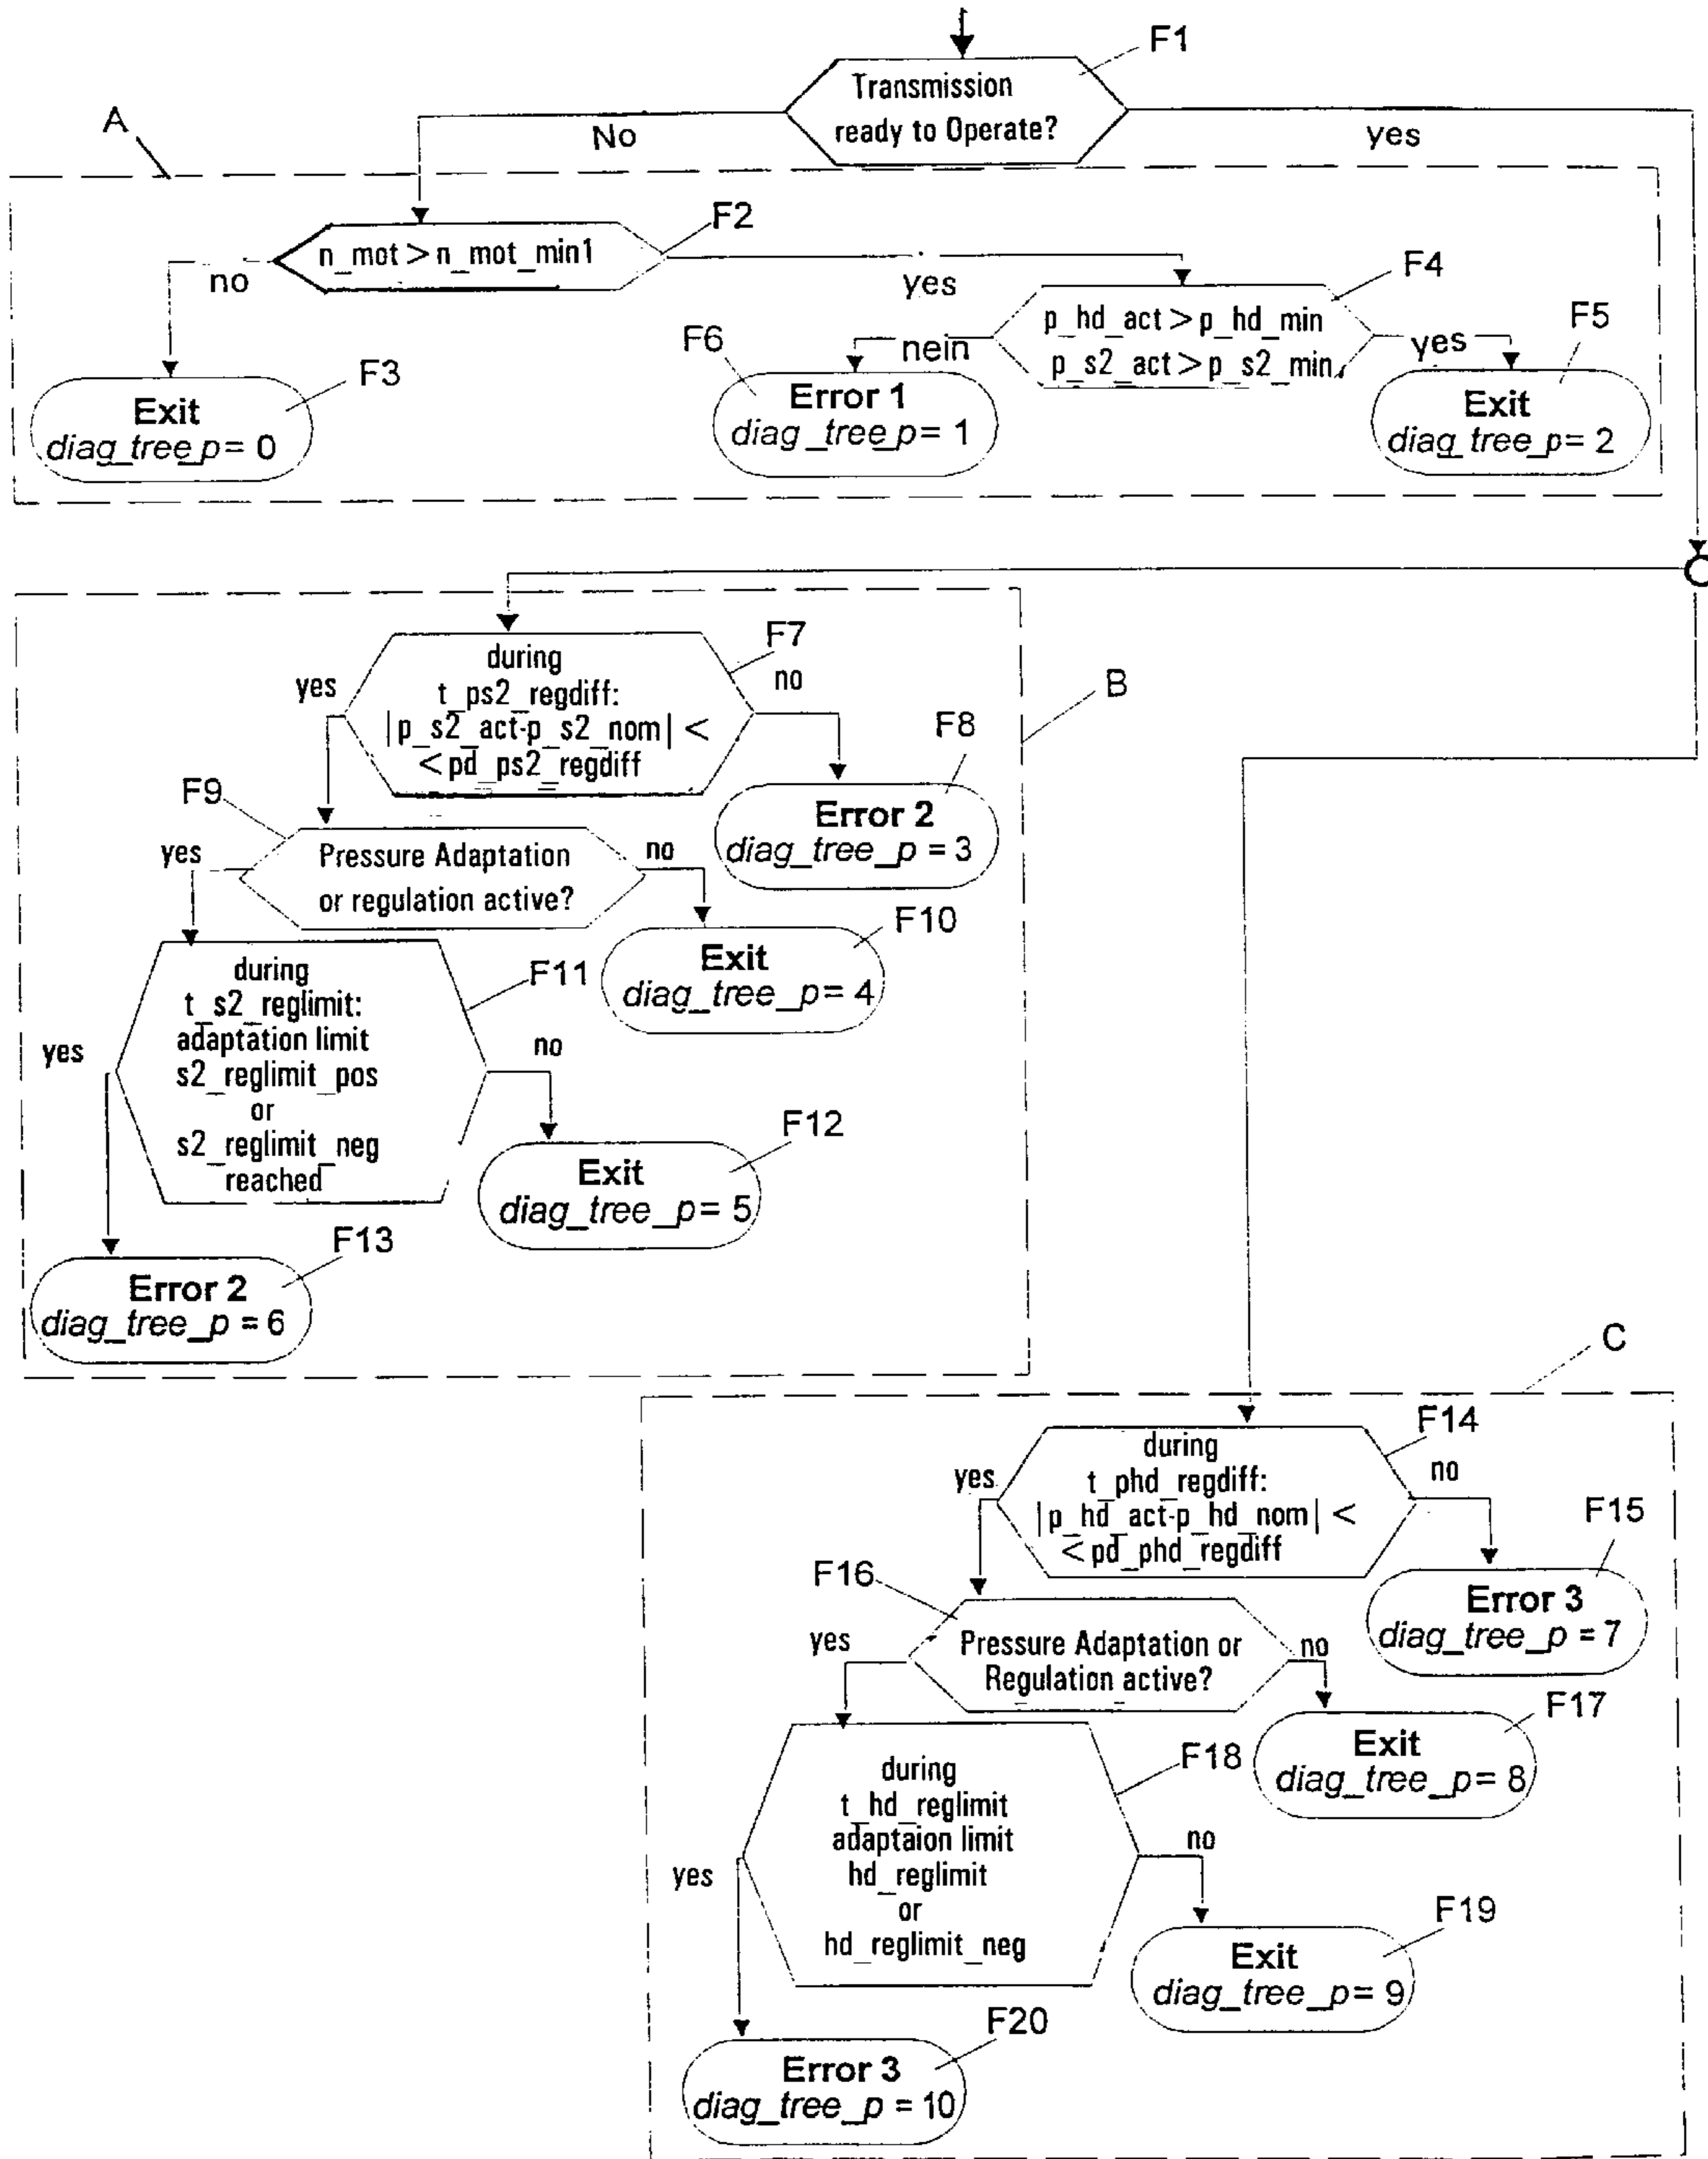 F1
Transmission
ready to Operate?
No
yes
A
F2
n_mot > n_mot_min1
no
yes
F4
p_hd_act > p_hd_min
p_s2_act > p_s2_min
nein
yes
F6
F5
F3
Exit
diag_tree_p = 0
Error 1
diag_tree_p = 1
Exit
diag_tree_p = 2
B
F7
during
t_ps2_regdiff:
|p_s2_act-p_s2_nom| <
< pd_ps2_regdiff
yes
no
F8
Error 2
diag_tree_p = 3
F9
Pressure Adaptation
or regulation active?
yes
no
F10
Exit
diag_tree_p = 4
F11
during
t_s2_reglimit:
adaptation limit
s2_reglimit_pos
or
s2_reglimit_neg
reached
yes
no
F12
Exit
diag_tree_p = 5
F13
Error 2
diag_tree_p = 6
C
F14
during
t_phd_regdiff:
|p_hd_act-p_hd_nom| <
< pd_phd_regdiff
yes
no
F15
Error 3
diag_tree_p = 7
F16
Pressure Adaptation or
Regulation active?
yes
no
F17
Exit
diag_tree_p = 8
F18
during
t_hd_reglimit
adaptaion limit
hd_reglimit
or
hd_reglimit_neg
yes
no
F19
Exit
diag_tree_p = 9
F20
Error 3
diag_tree_p = 10